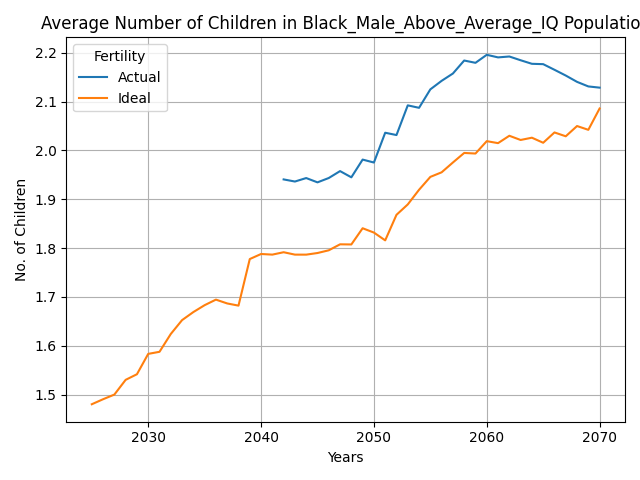 Average Number of Children in Black_Male_Above_Average_IQ Populatio
Fertility
Actual
Ideal
No. of Children
2.2
2.1
2.0
1.9
1.8
1.7
1.6
1.5
2030 2040 2050 2060 2070
Years